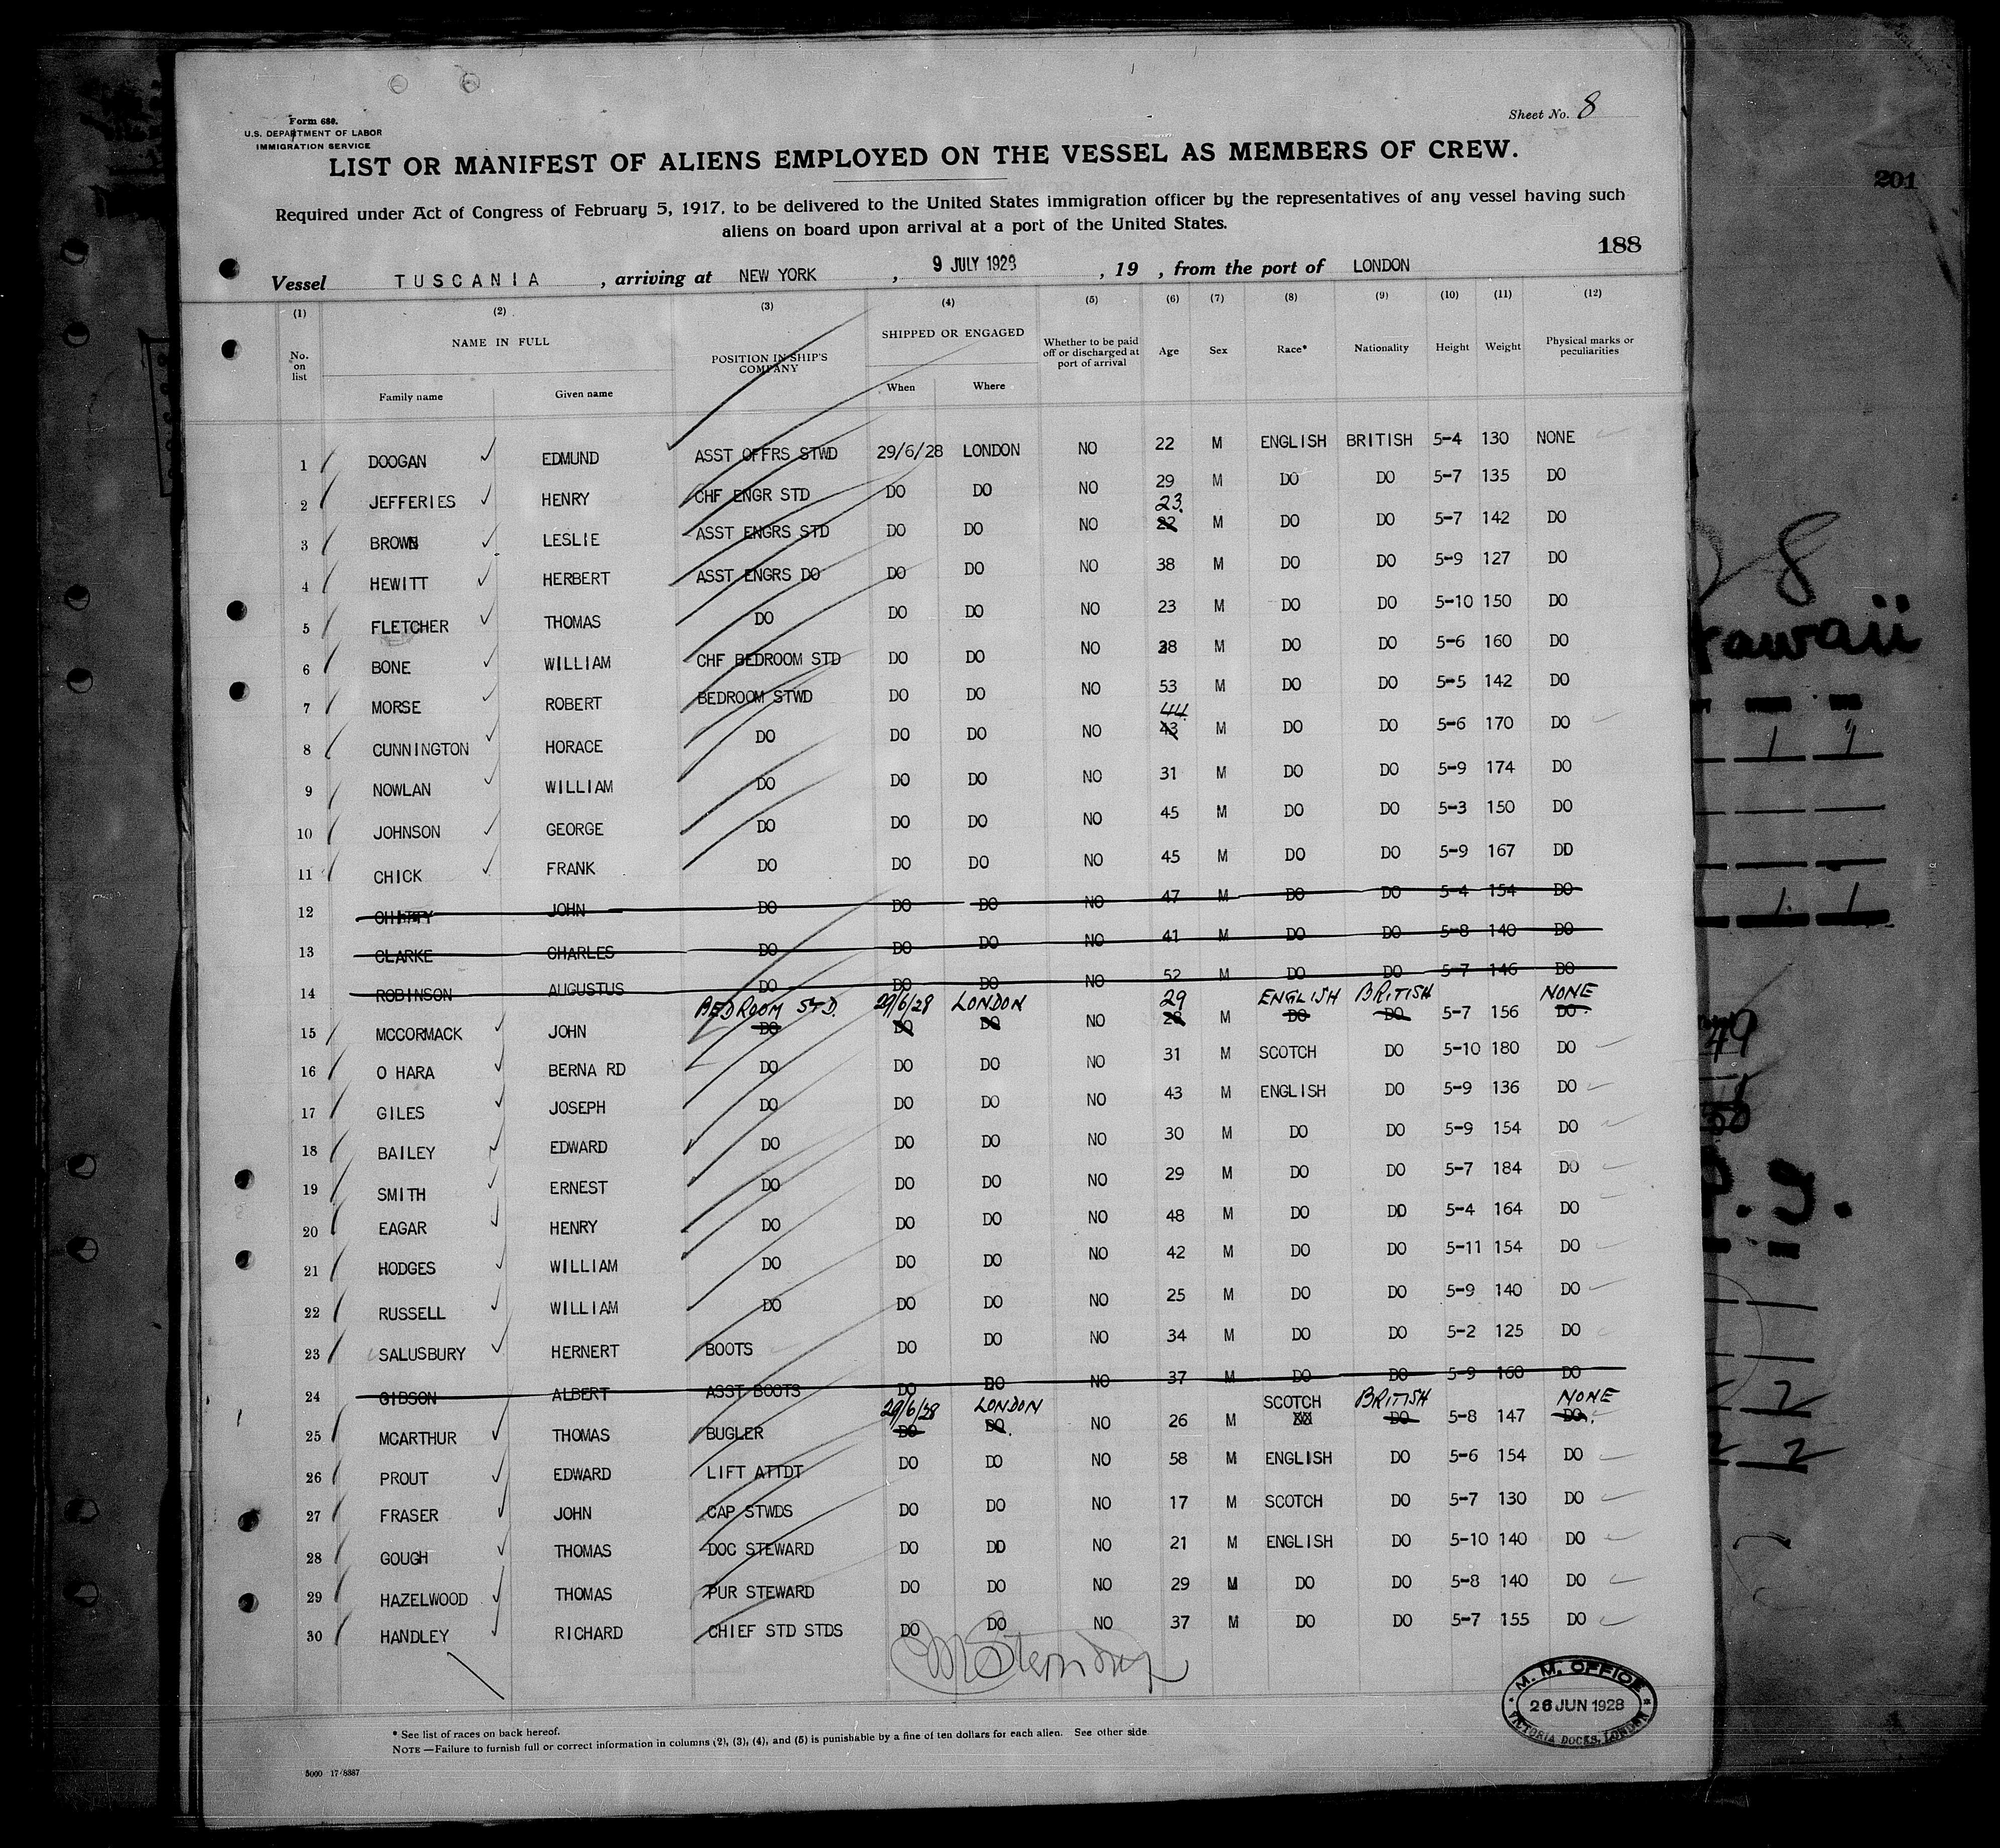 Form 680.
U.S. DEPARTMENT OF LABOR
IMMIGRATION SERVICE
Sheet No. 8
LIST OR MANIFEST OF ALIENS EMPLOYED ON THE VESSEL AS MEMBERS OF CREW.
201
Required under Act of Congress of February 5, 1917, to be delivered to the United States immigration officer by the representatives of any vessel having such
aliens on board upon arrival at a port of the United States.
188
Vessel TUSCANIA , arriving at NEW YORK , 9 JULY 1928 , 19 , from the port of LONDON
(1) (2) (3) (4) (5) (6) (7) (8) (9) (10) (11) (12)
No. on list NAME IN FULL POSITION IN SHIP'S COMPANY SHIPPED OR ENGAGED Whether to be paid off or discharged at port of arrival Age Sex Race* Nationality Height Weight Physical marks or peculiarities
Family name Given name When Where
1 DOOGAN EDMUND ASST OFFRS STWD 29/6/28 LONDON NO 22 M ENGLISH BRITISH 5-4 130 NONE
2 JEFFERIES HENRY CHF ENGR STD DO DO NO 29 M DO DO 5-7 135 DO
3 BROWN LESLIE ASST ENGRS STD DO DO NO 23. 22 M DO DO 5-7 142 DO
4 HEWITT HERBERT ASST ENGRS DO DO DO NO 38 M DO DO 5-9 127 DO
5 FLETCHER THOMAS DO DO DO NO 23 M DO DO 5-10 150 DO
6 BONE WILLIAM CHF BEDROOM STD DO DO NO 38 M DO DO 5-6 160 DO
7 MORSE ROBERT BEDROOM STWD DO DO NO 53 M DO DO 5-5 142 DO
8 CUNNINGTON HORACE DO DO DO NO 44 43 M DO DO 5-6 170 DO
9 NOWLAN WILLIAM DO DO DO NO 31 M DO DO 5-9 174 DO
10 JOHNSON GEORGE DO DO DO NO 45 M DO DO 5-3 150 DO
11 CHICK FRANK DO DO DO NO 45 M DO DO 5-9 167 DO
12 CHITTY JOHN DO DO DO NO 47 M DO DO 5-4 154 DO
13 CLARKE CHARLES DO DO DO NO 41 M DO DO 5-8 140 DO
14 ROBINSON AUGUSTUS DO DO DO NO 52 M DO DO 5-7 146 DO
BEDROOM STD. 29/6/28 LONDON 29 ENGLISH BRITISH NONE
15 MCCORMACK JOHN DO DO DO NO 28 M DO DO 5-7 156 DO
16 O HARA BERNA RD DO DO DO NO 31 M SCOTCH DO 5-10 180 DO
17 GILES JOSEPH DO DO DO NO 43 M ENGLISH DO 5-9 136 DO
18 BAILEY EDWARD DO DO DO NO 30 M DO DO 5-9 154 DO
19 SMITH ERNEST DO DO DO NO 29 M DO DO 5-7 184 DO
20 EAGAR HENRY DO DO DO NO 48 M DO DO 5-4 164 DO
21 HODGES WILLIAM DO DO DO NO 42 M DO DO 5-11 154 DO
22 RUSSELL WILLIAM DO DO DO NO 25 M DO DO 5-9 140 DO
23 SALUSBURY HERNERT BOOTS DO DO NO 34 M DO DO 5-2 125 DO
24 GIBSON ALBERT ASST BOOTS DO DO NO 37 M DO DO 5-9 160 DO
29/6/28 LONDON SCOTCH BRITISH NONE
25 MCARTHUR THOMAS BUGLER DO DO. NO 26 M DO 5-8 147 DO
26 PROUT EDWARD LIFT ATTDT DO DO NO 58 M ENGLISH DO 5-6 154 DO
27 FRASER JOHN CAP STWDS DO DO NO 17 M SCOTCH DO 5-7 130 DO
28 GOUGH THOMAS DOC STEWARD DO DO NO 21 M ENGLISH DO 5-10 140 DO
29 HAZELWOOD THOMAS PUR STEWARD DO DO NO 29 M DO DO 5-8 140 DO
30 HANDLEY RICHARD CHIEF STD STDS DO DO NO 37 M DO DO 5-7 155 DO
M. M. OFFICE
26 JUN 1928
VICTORIA DOCKS, LONDON
* See list of races on back hereof.
NOTE —Failure to furnish full or correct information in columns (2), (3), (4), and (5) is punishable by a fine of ten dollars for each alien. See other side
5000 17-8387